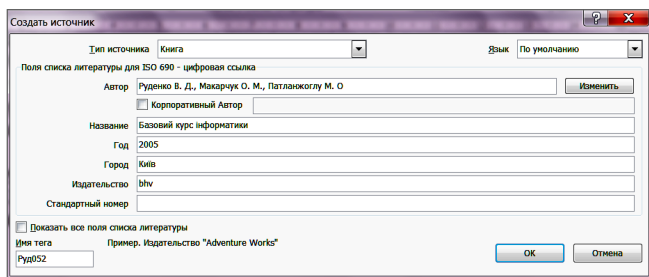 Создать источник
Тип источника Книга Язык По умолчанию
Поля списка литературы для ISO 690 - цифровая ссылка
Автор Руденко В. Д., Макарчук О. М., Патланжоглу М. О Изменить
Корпоративный Автор
Название Базовий курс інформатики
Год 2005
Город Київ
Издательство bhv
Стандартный номер
Показать все поля списка литературы
Имя тега Пример. Издательство "Adventure Works"
Руд052 ОК Отмена